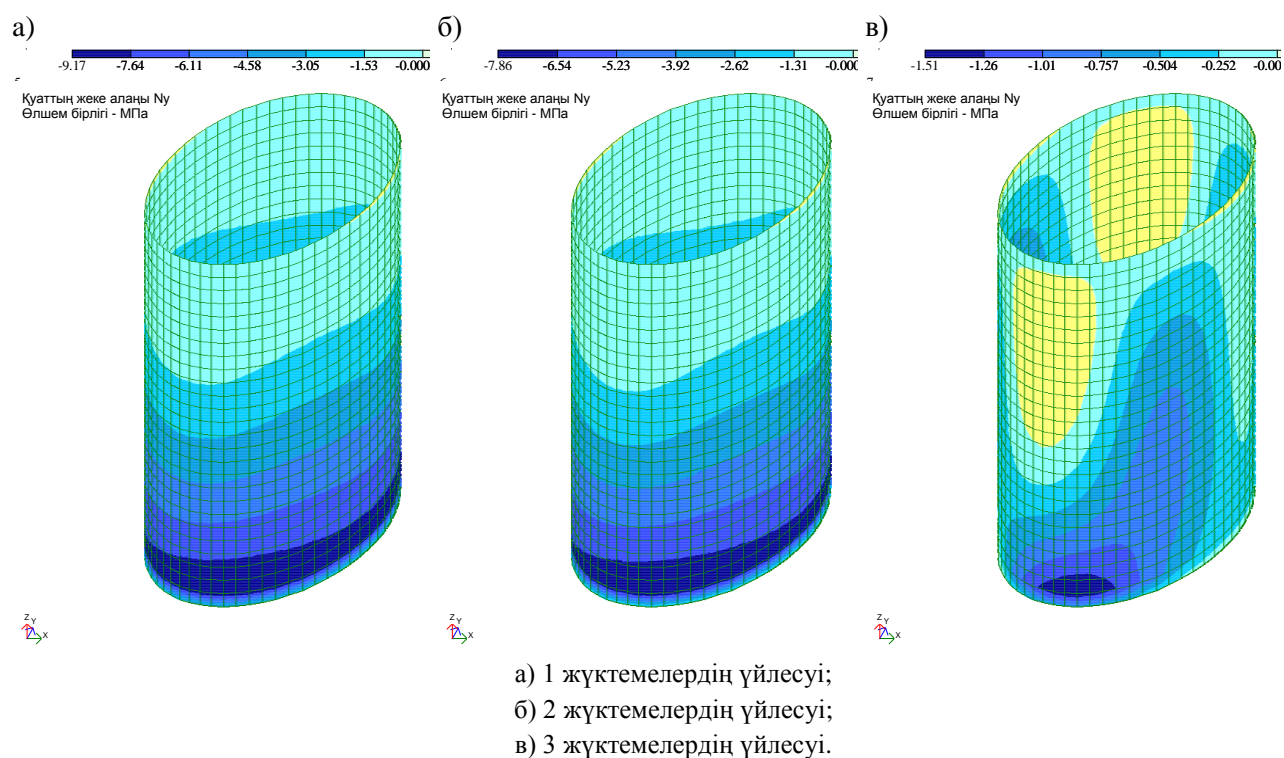 а) б) в)
-9.17 -7.64 -6.11 -4.58 -3.05 -1.53 -0.000
Қуаттың жеке алаңы Ny
Өлшем бірлігі - МПа
-7.86 -6.54 -5.23 -3.92 -2.62 -1.31 -0.000
Қуаттың жеке алаңы Ny
Өлшем бірлігі - МПа
-1.51 -1.26 -1.01 -0.757 -0.504 -0.252 -0.00
Қуаттың жеке алаңы Ny
Өлшем бірлігі - МПа
Z Y X
Z Y X
Z Y X
а) 1 жүктемелердің үйлесуі;
б) 2 жүктемелердің үйлесуі;
в) 3 жүктемелердің үйлесуі.